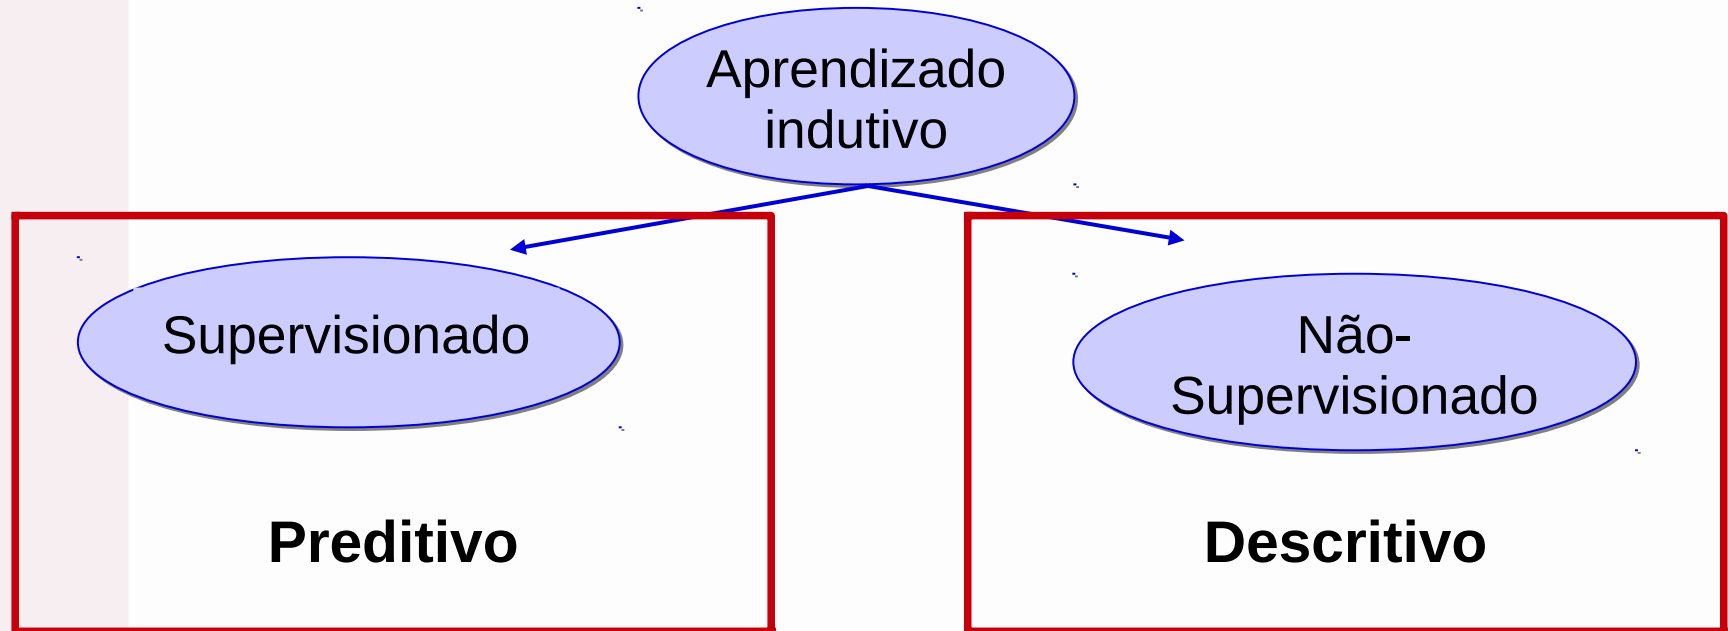 Aprendizado
indutivo
Supervisionado
Não-
Supervisionado
Preditivo
Descritivo